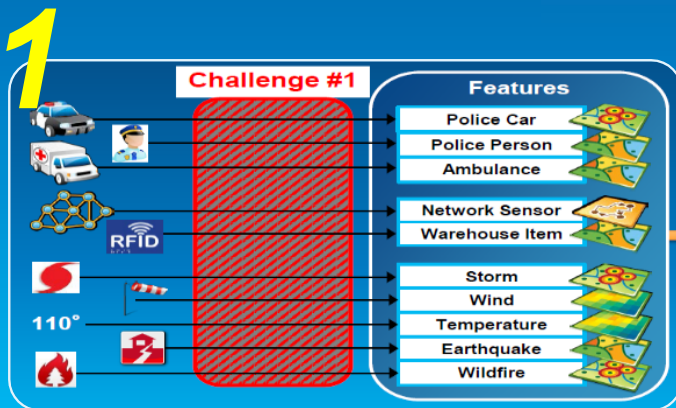 1
Challenge #1
Features
Police Car
Police Person
Ambulance
Network Sensor
RFID
Warehouse Item
Storm
Wind
110°
Temperature
Earthquake
Wildfire